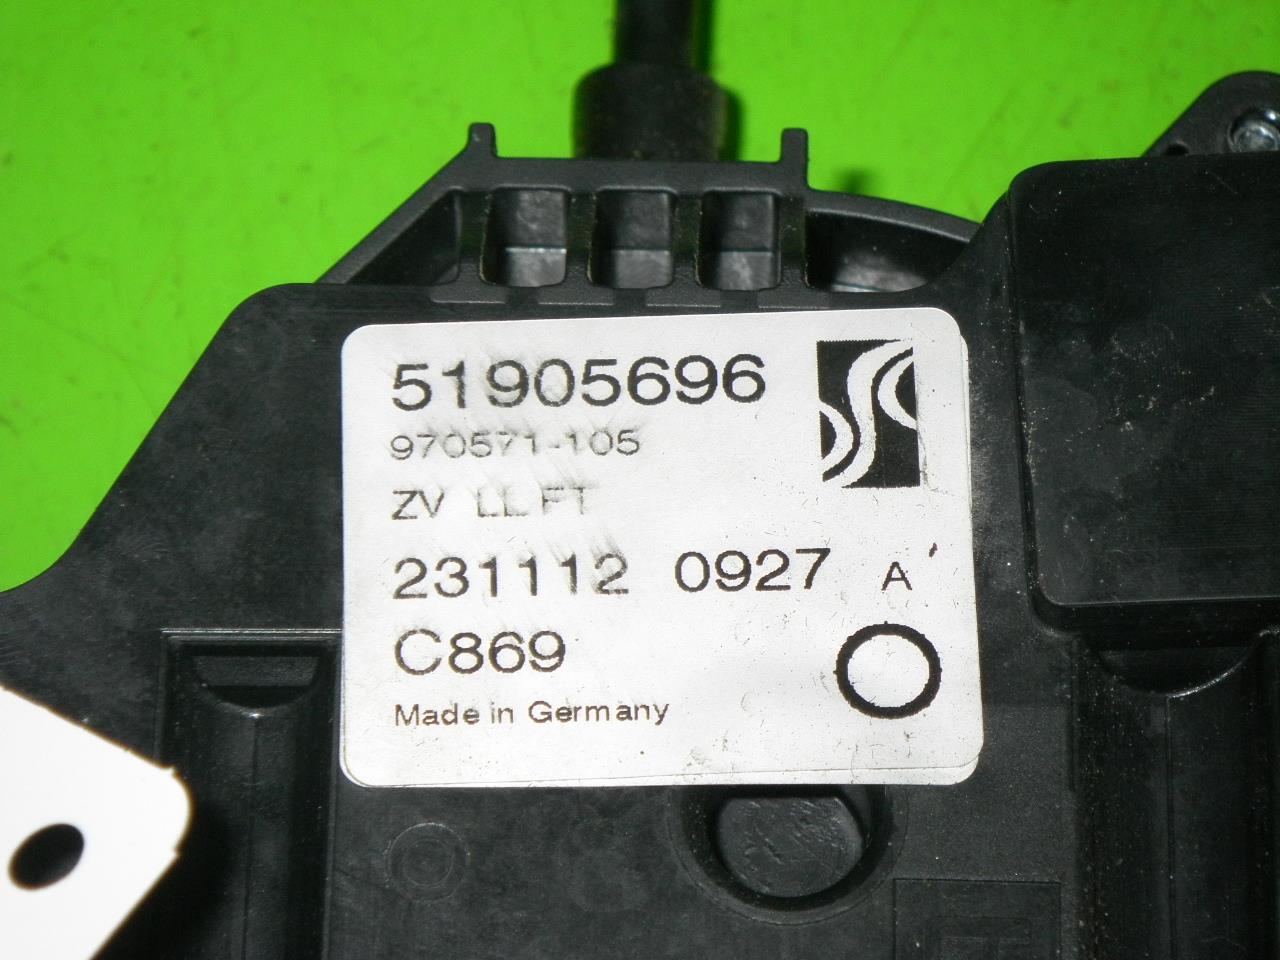 51905696
970571-105
ZV LL FT
231112 0927 A
C869
Made in Germany